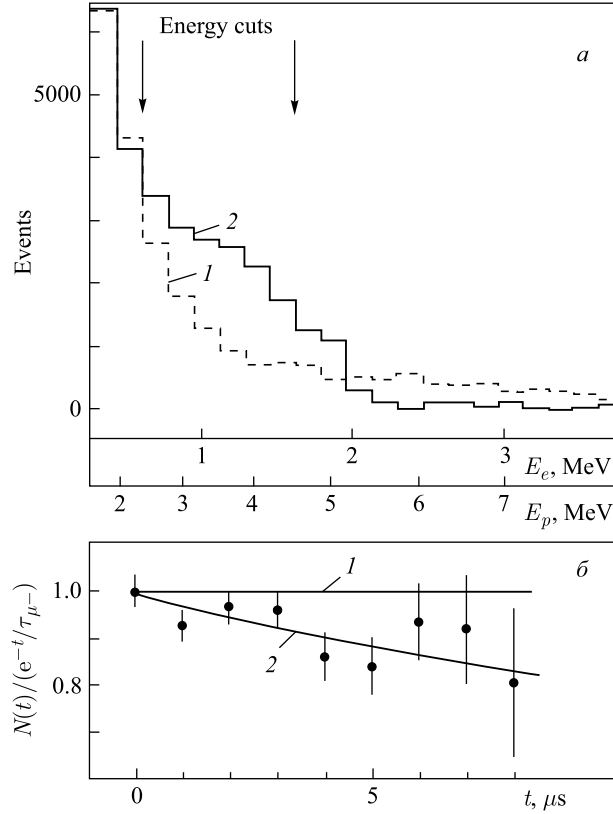 Energy cuts
а
5000
2
1
Events
0
1 2 3
E_e, MeV
2 3 4 5 6 7
E_p, MeV
б
1
1.0
2
0.8
N(t)/(e^{-t}/τ_{μ^-})
0 5 t, μs